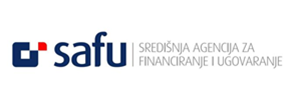 safu
SREDIŠNJA AGENCIJA ZA
FINANCIRANJE I UGOVARANJE